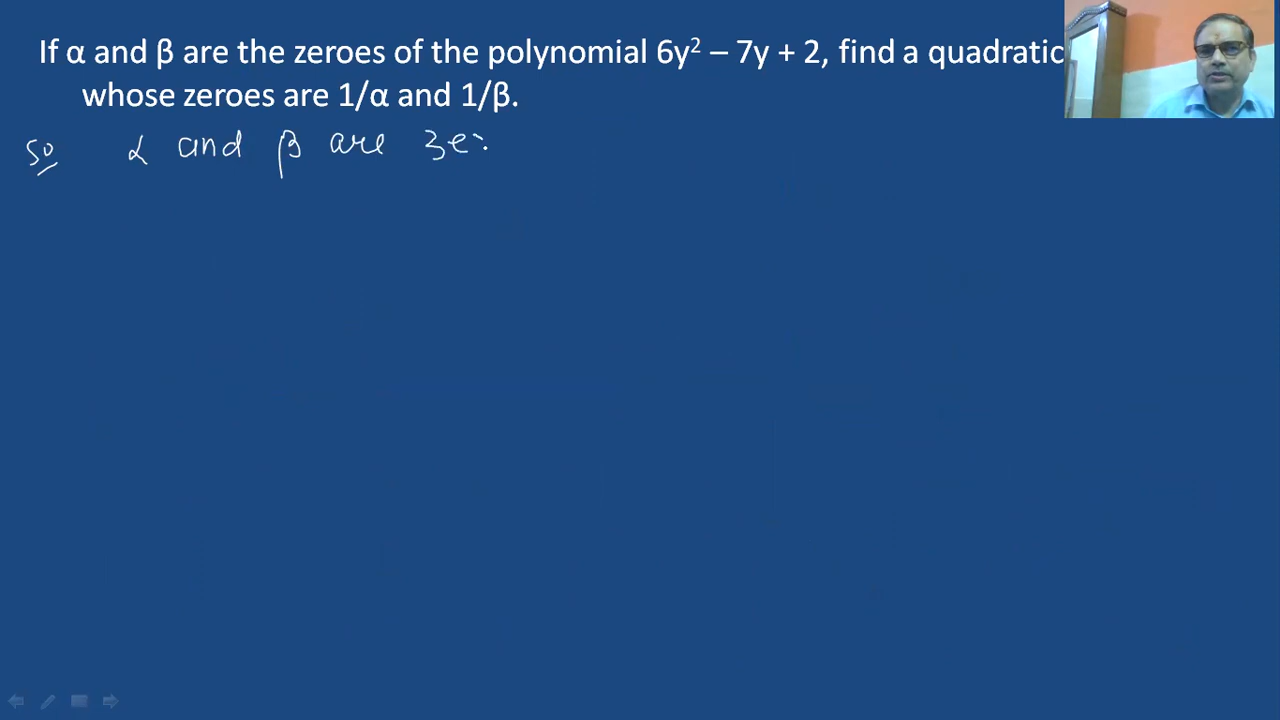 If α and β are the zeroes of the polynomial 6y² – 7y + 2, find a quadratic
whose zeroes are 1/α and 1/β.
So α and β are ze